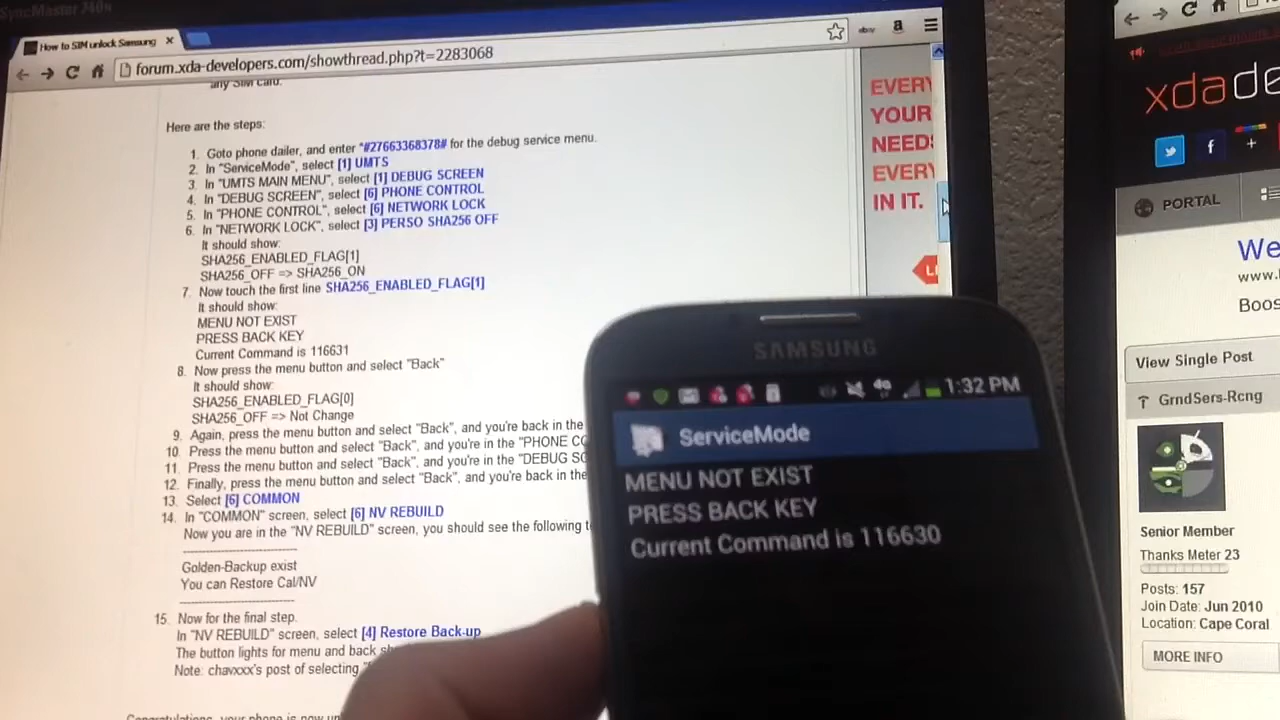 SyncMaster
How to SIM unlock Samsung
forum.xda-developers.com/showthread.php?t=2283068
ebay
a
any SIM card.
Here are the steps:
1. Goto phone dailer, and enter *#27663368378# for the debug service menu.
2. In "ServiceMode", select [1] UMTS
3. In "UMTS MAIN MENU", select [1] DEBUG SCREEN
4. In "DEBUG SCREEN", select [6] PHONE CONTROL
5. In "PHONE CONTROL", select [6] NETWORK LOCK
6. In "NETWORK LOCK", select [3] PERSO SHA256 OFF
It should show:
SHA256_ENABLED_FLAG[1]
SHA256_OFF => SHA256_ON
7. Now touch the first line SHA256_ENABLED_FLAG[1]
It should show:
MENU NOT EXIST
PRESS BACK KEY
Current Command is 116631
8. Now press the menu button and select "Back"
It should show:
SHA256_ENABLED_FLAG[0]
SHA256_OFF => Not Change
9. Again, press the menu button and select "Back", and you're back in the
10. Press the menu button and select "Back", and you're in the "PHONE CO
11. Press the menu button and select "Back", and you're in the "DEBUG SC
12. Finally, press the menu button and select "Back", and you're back in the
13. Select [6] COMMON
14. In "COMMON" screen, select [6] NV REBUILD
Now you are in the "NV REBUILD" screen, you should see the following t
Golden-Backup exist
You can Restore Cal/NV
15. Now for the final step.
In "NV REBUILD" screen, select [4] Restore Back-up
The button lights for menu and back
Note: chavxxx's post of selecting
Congratulations, your phone is now
EVERY
YOUR
NEEDS
EVERY
IN IT.
SAMSUNG
4G
1:32 PM
ServiceMode
MENU NOT EXIST
PRESS BACK KEY
Current Command is 116630
xdade
f
+
PORTAL
We
www.
Boos
View Single Post
GrndSers-Rcng
Senior Member
Thanks Meter 23
Posts: 157
Join Date: Jun 2010
Location: Cape Coral
MORE INFO